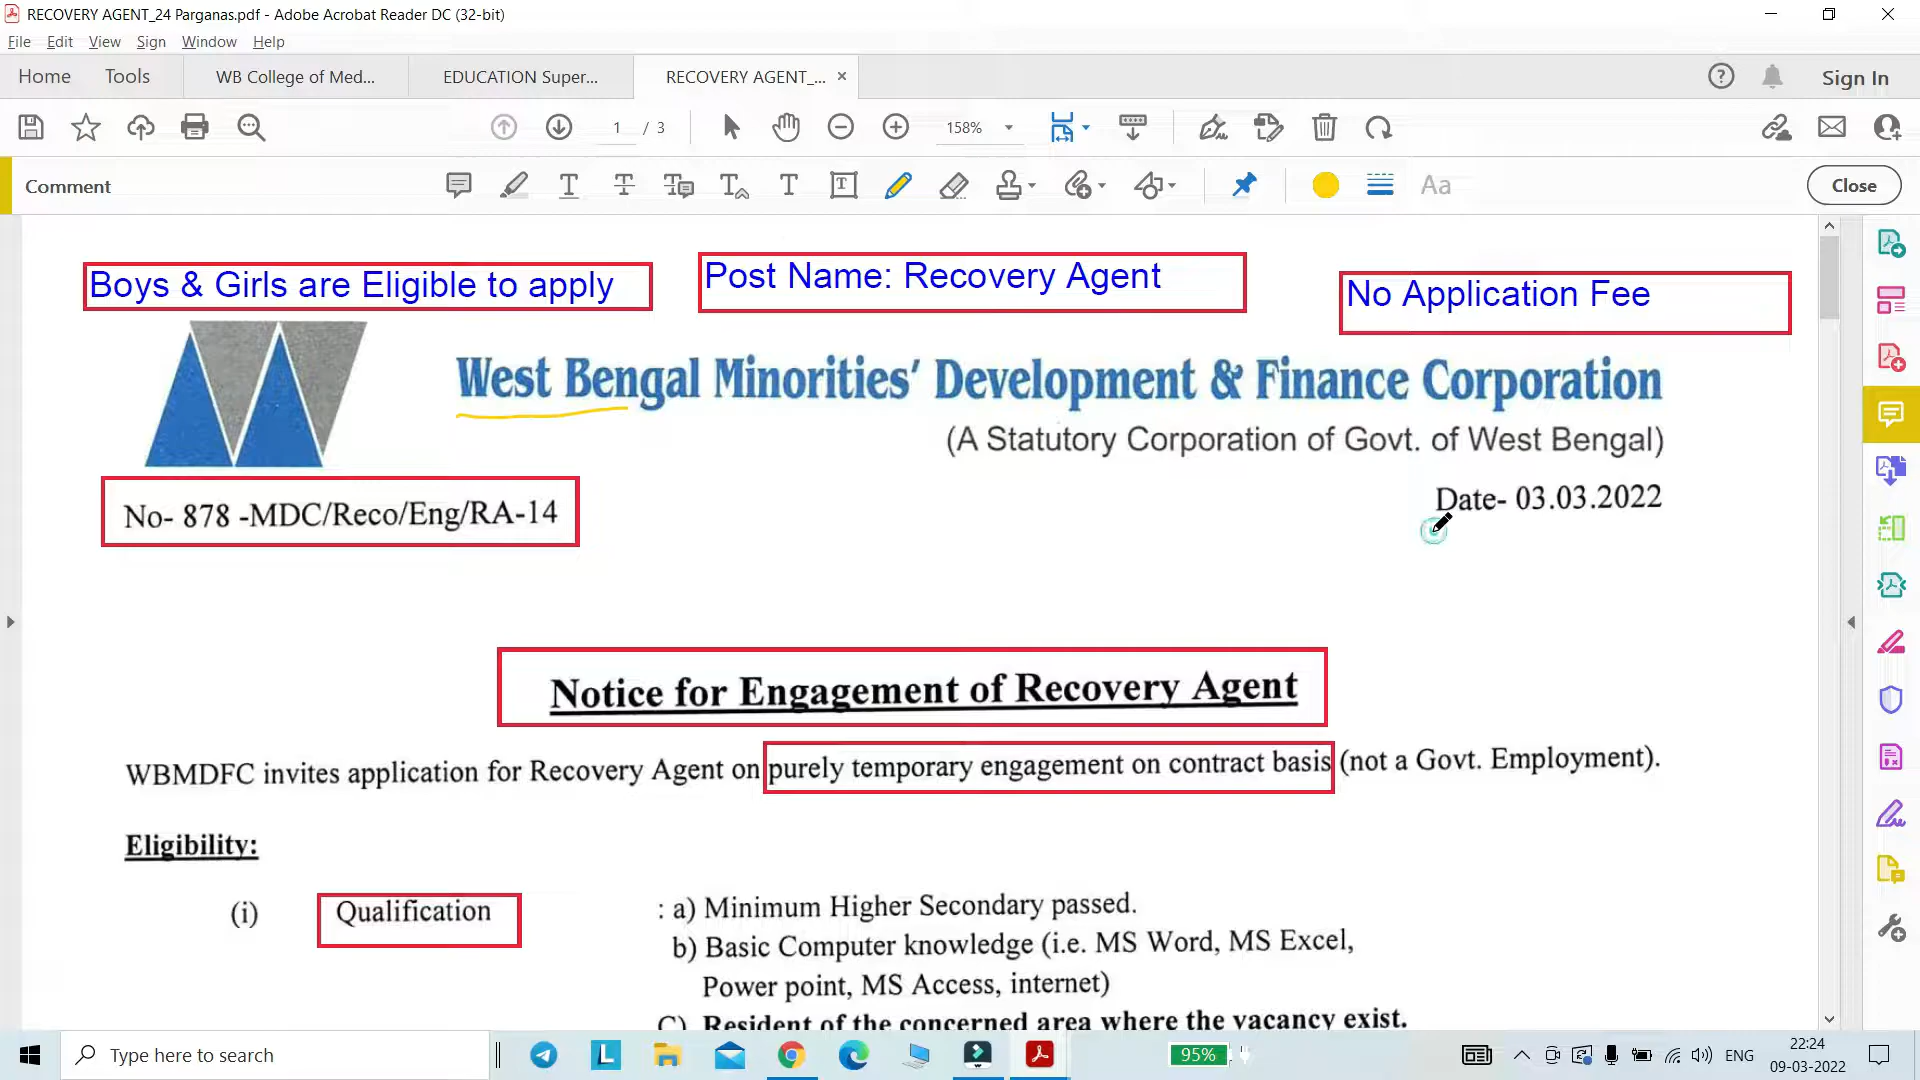 RECOVERY AGENT_24 Parganas.pdf - Adobe Acrobat Reader DC (32-bit)
File Edit View Sign Window Help
Home Tools WB College of Med... EDUCATION Super... RECOVERY AGENT_... × Sign In
1 / 3 158%
Comment Aa Close
Boys & Girls are Eligible to apply
Post Name: Recovery Agent
No Application Fee
West Bengal Minorities' Development & Finance Corporation
(A Statutory Corporation of Govt. of West Bengal)
No- 878 -MDC/Reco/Eng/RA-14
Date- 03.03.2022
Notice for Engagement of Recovery Agent
WBMDFC invites application for Recovery Agent on purely temporary engagement on contract basis (not a Govt. Employment).
Eligibility:
(i) Qualification : a) Minimum Higher Secondary passed.
b) Basic Computer knowledge (i.e. MS Word, MS Excel,
Power point, MS Access, internet)
C) Resident of the concerned area where the vacancy exist.
Type here to search
95%
ENG
22:24
09-03-2022